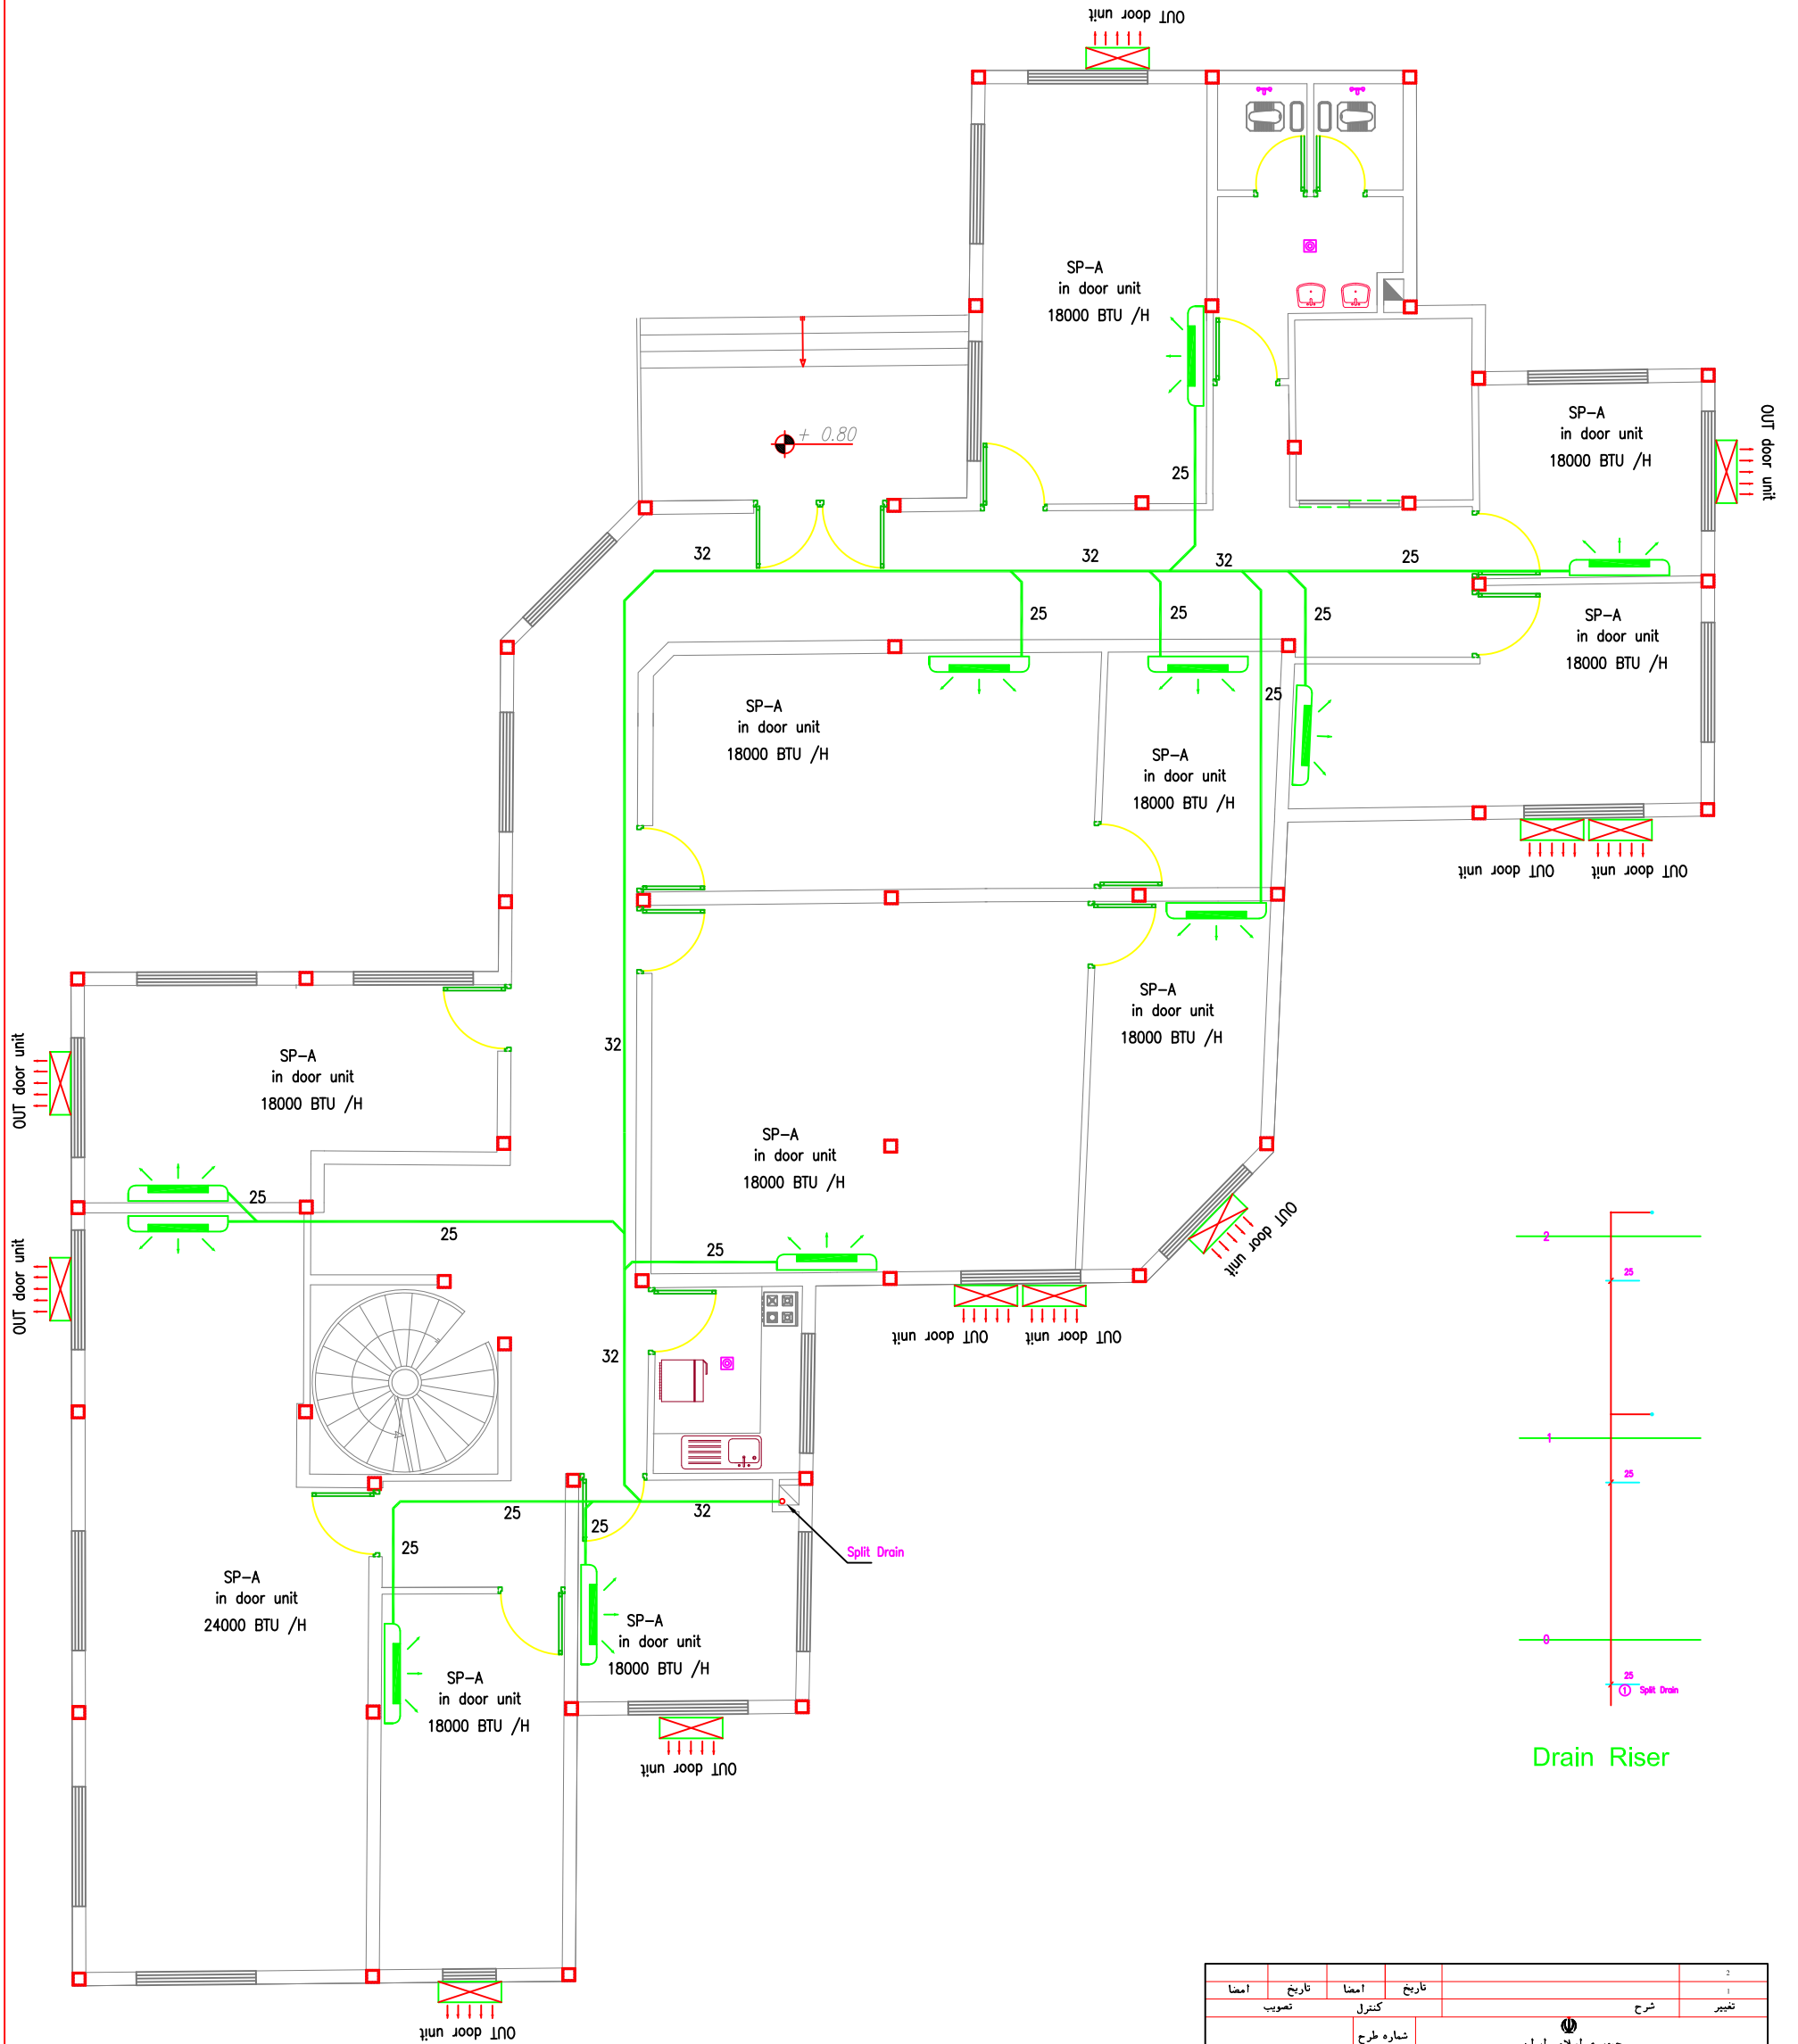 OUT door unit
SP-A
in door unit
18000 BTU /H
+ 0.80
25
SP-A
in door unit
18000 BTU /H
OUT door unit
32
32
32
25
25
25
25
25
SP-A
in door unit
18000 BTU /H
SP-A
in door unit
18000 BTU /H
SP-A
in door unit
18000 BTU /H
OUT door unit
OUT door unit
SP-A
in door unit
18000 BTU /H
32
SP-A
in door unit
18000 BTU /H
OUT door unit
SP-A
in door unit
18000 BTU /H
25
25
25
OUT door unit
OUT door unit
OUT door unit
OUT door unit
32
25
25
25
32
Split Drain
SP-A
in door unit
24000 BTU /H
SP-A
in door unit
18000 BTU /H
SP-A
in door unit
18000 BTU /H
OUT door unit
OUT door unit
2
25
1
25
0
25
1 Split Drain
Drain Riser
2
امضا تاریخ امضا تاریخ 1
تصویب کنترل شرح تغییر
شماره طرح